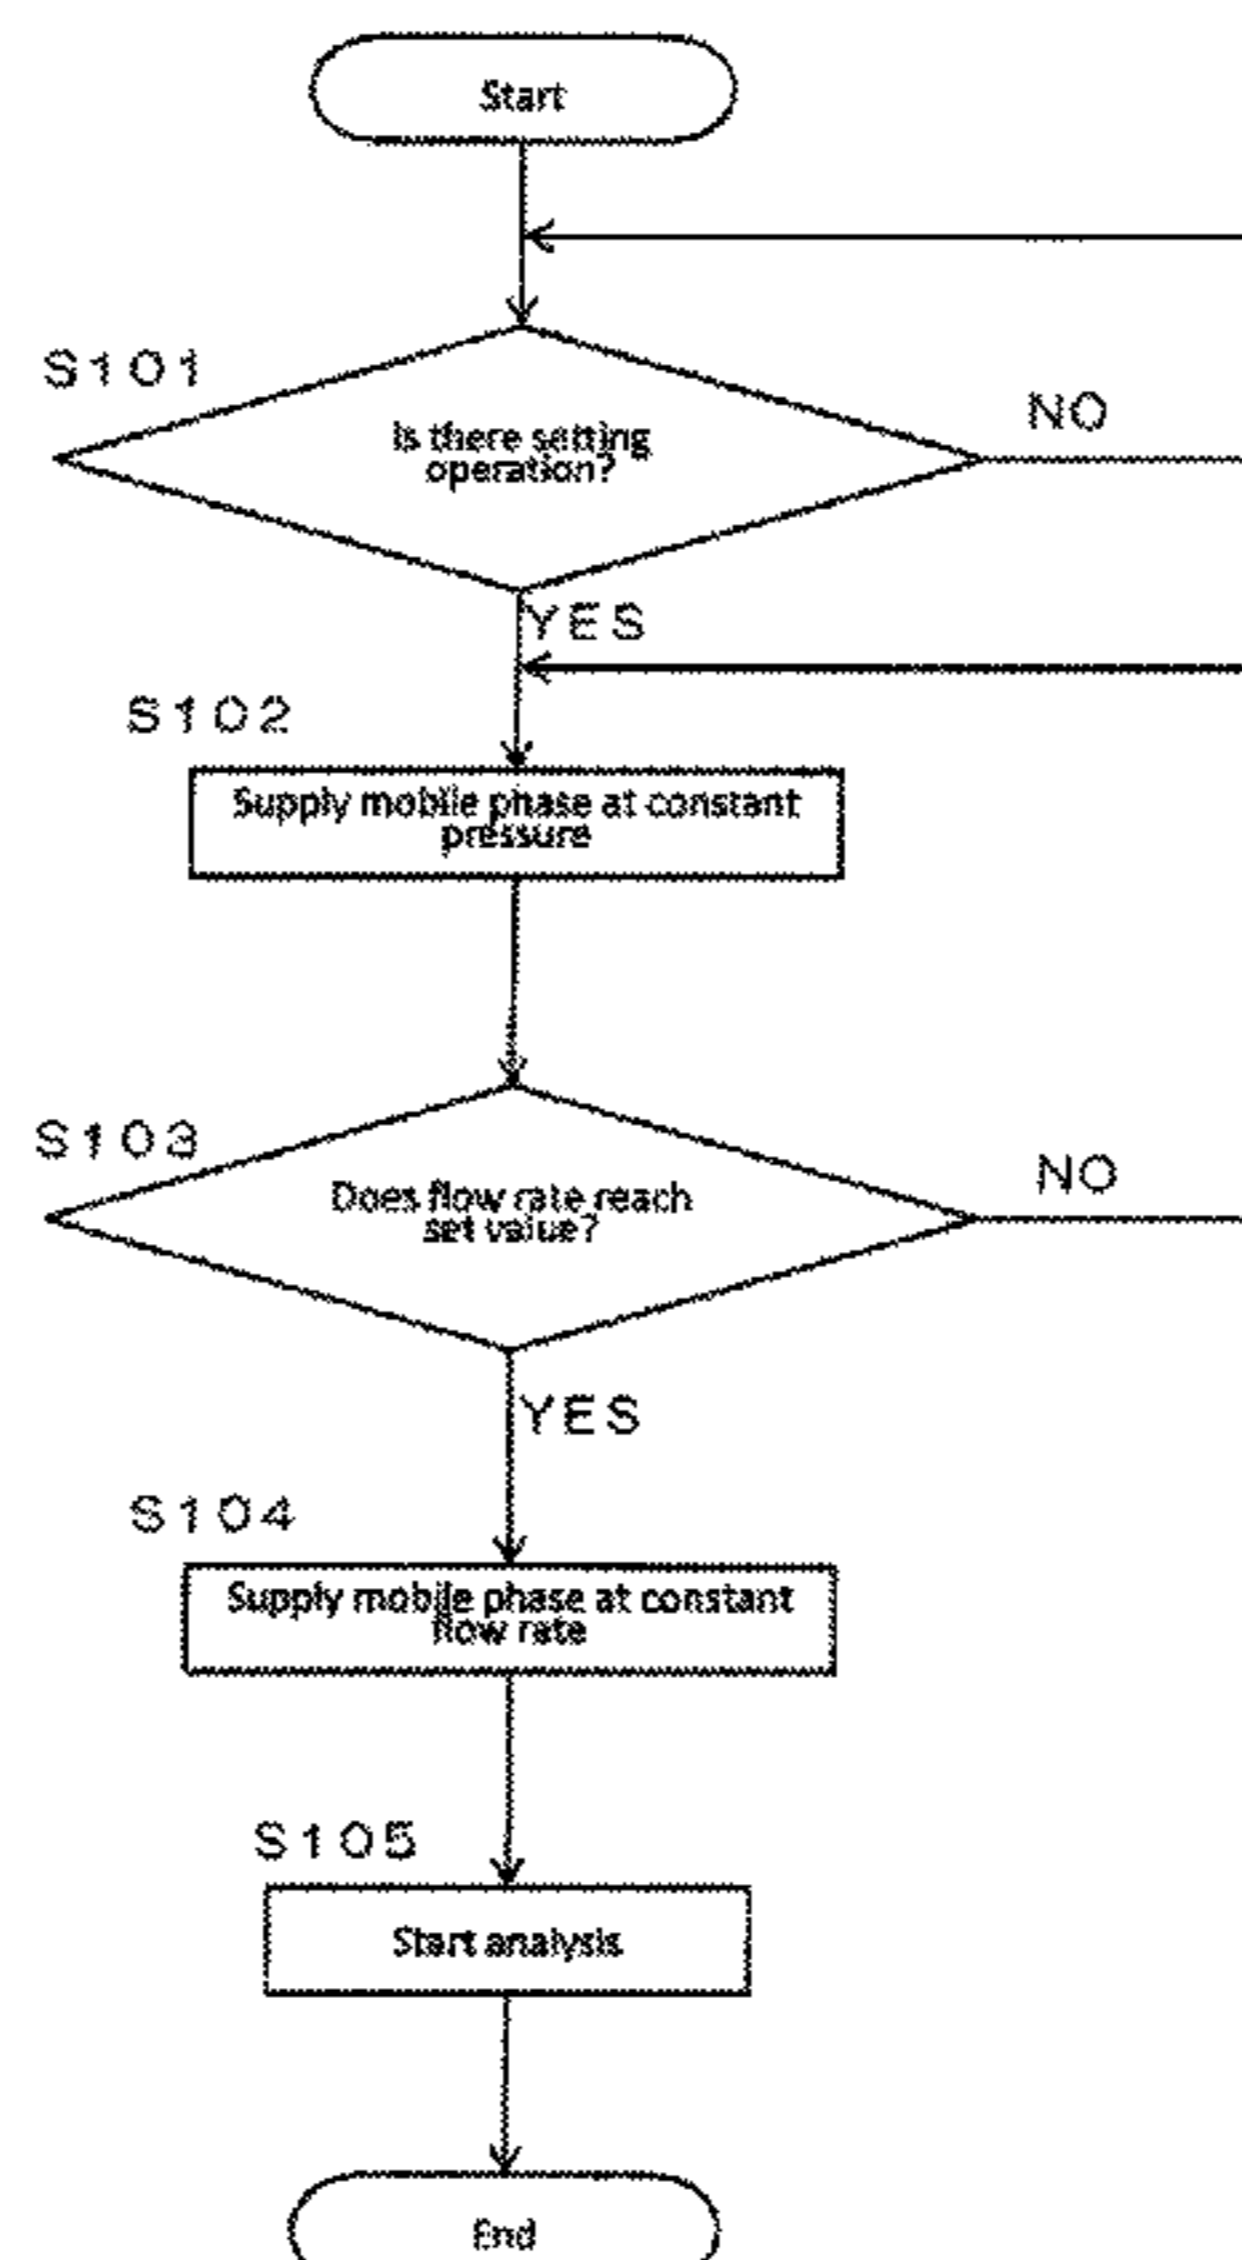 Start
S101
Is there setting
operation?
NO
YES
S102
Supply mobile phase at constant
pressure
S103
Does flow rate reach
set value?
NO
YES
S104
Supply mobile phase at constant
flow rate
S105
Start analysis
End